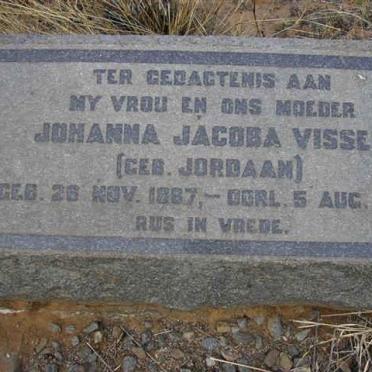 TER GEDAGTENIS AAN
MY VROU EN ONS MOEDER
JOHANNA JACOBA VISSE
(GEB. JORDAAN)
GEB. 26 NOV. 1887,— OORL. 5 AUG.
RUS IN VREDE.